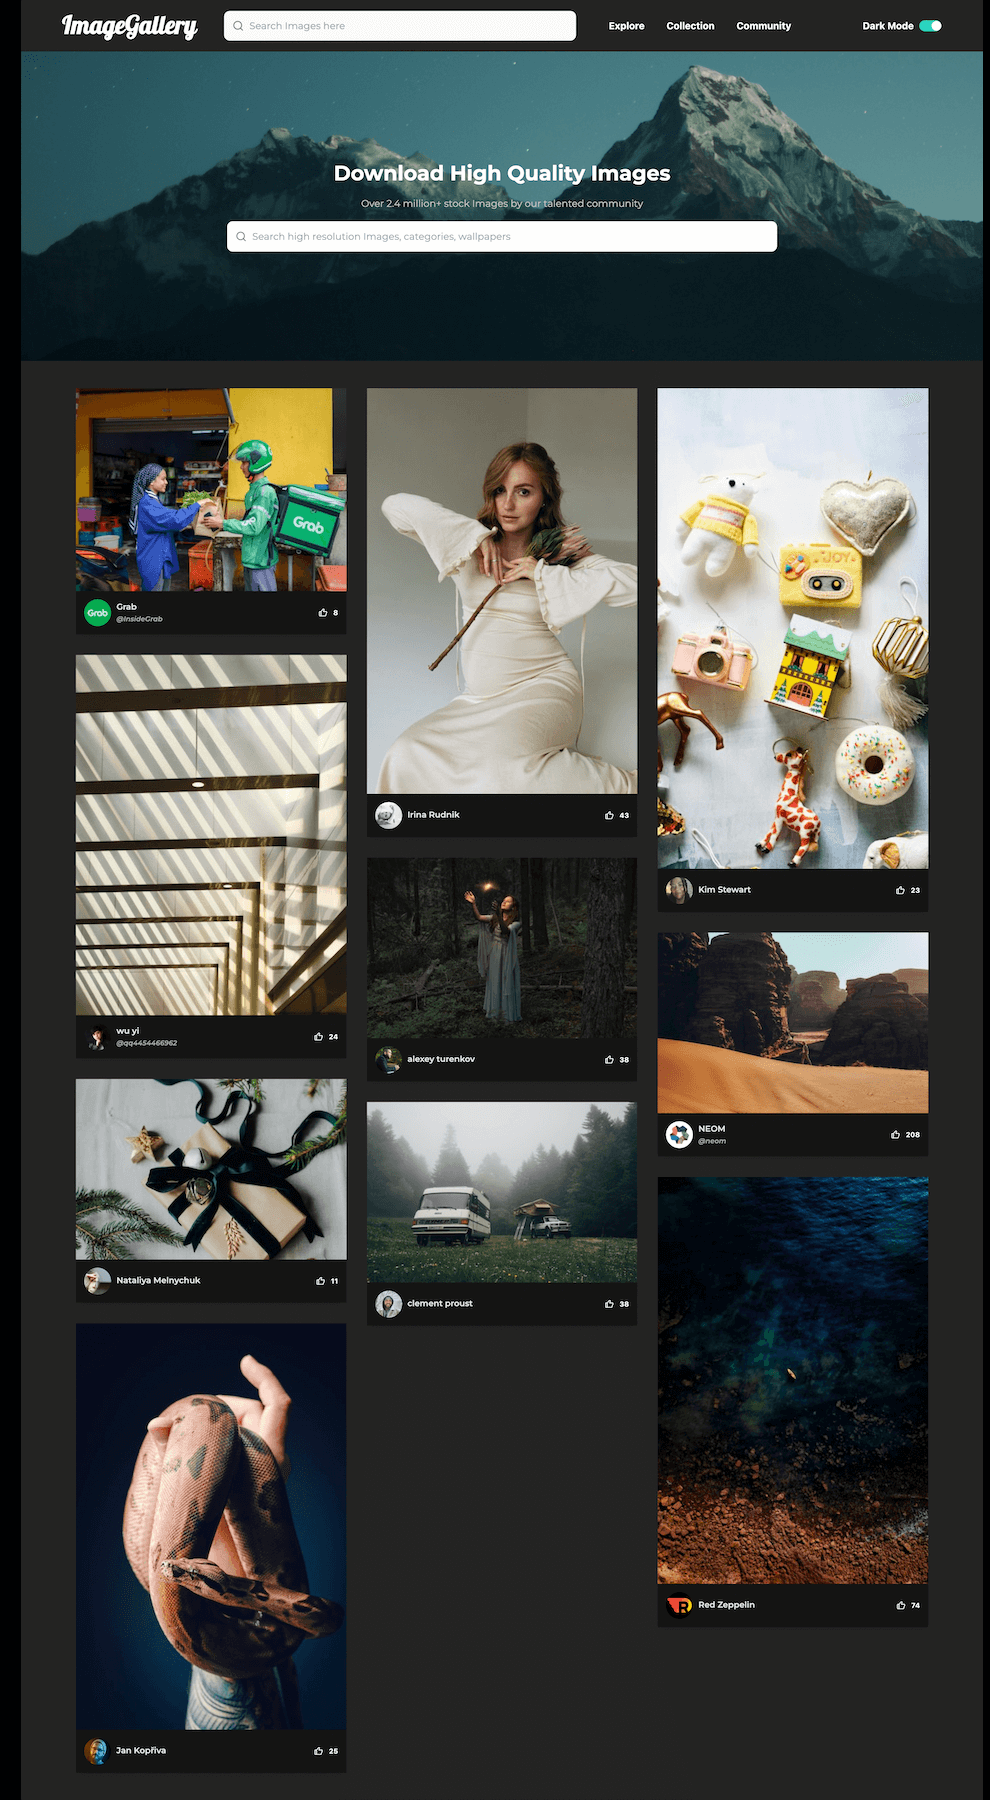 ImageGallery
Search Images here
Explore
Collection
Community
Dark Mode
Download High Quality Images
Over 2.4 million+ stock Images by our talented community
Search high resolution Images, categories, wallpapers
Grab
Grab
Grab
@InsideGrab
8
wu yi
@qq4454466962
24
Nataliya Melnychuk
11
Jan Kopřiva
25
Irina Rudnik
43
alexey turenkov
38
clement proust
38
JOY
Kim Stewart
23
NEOM
@neom
208
R
Red Zeppelin
74